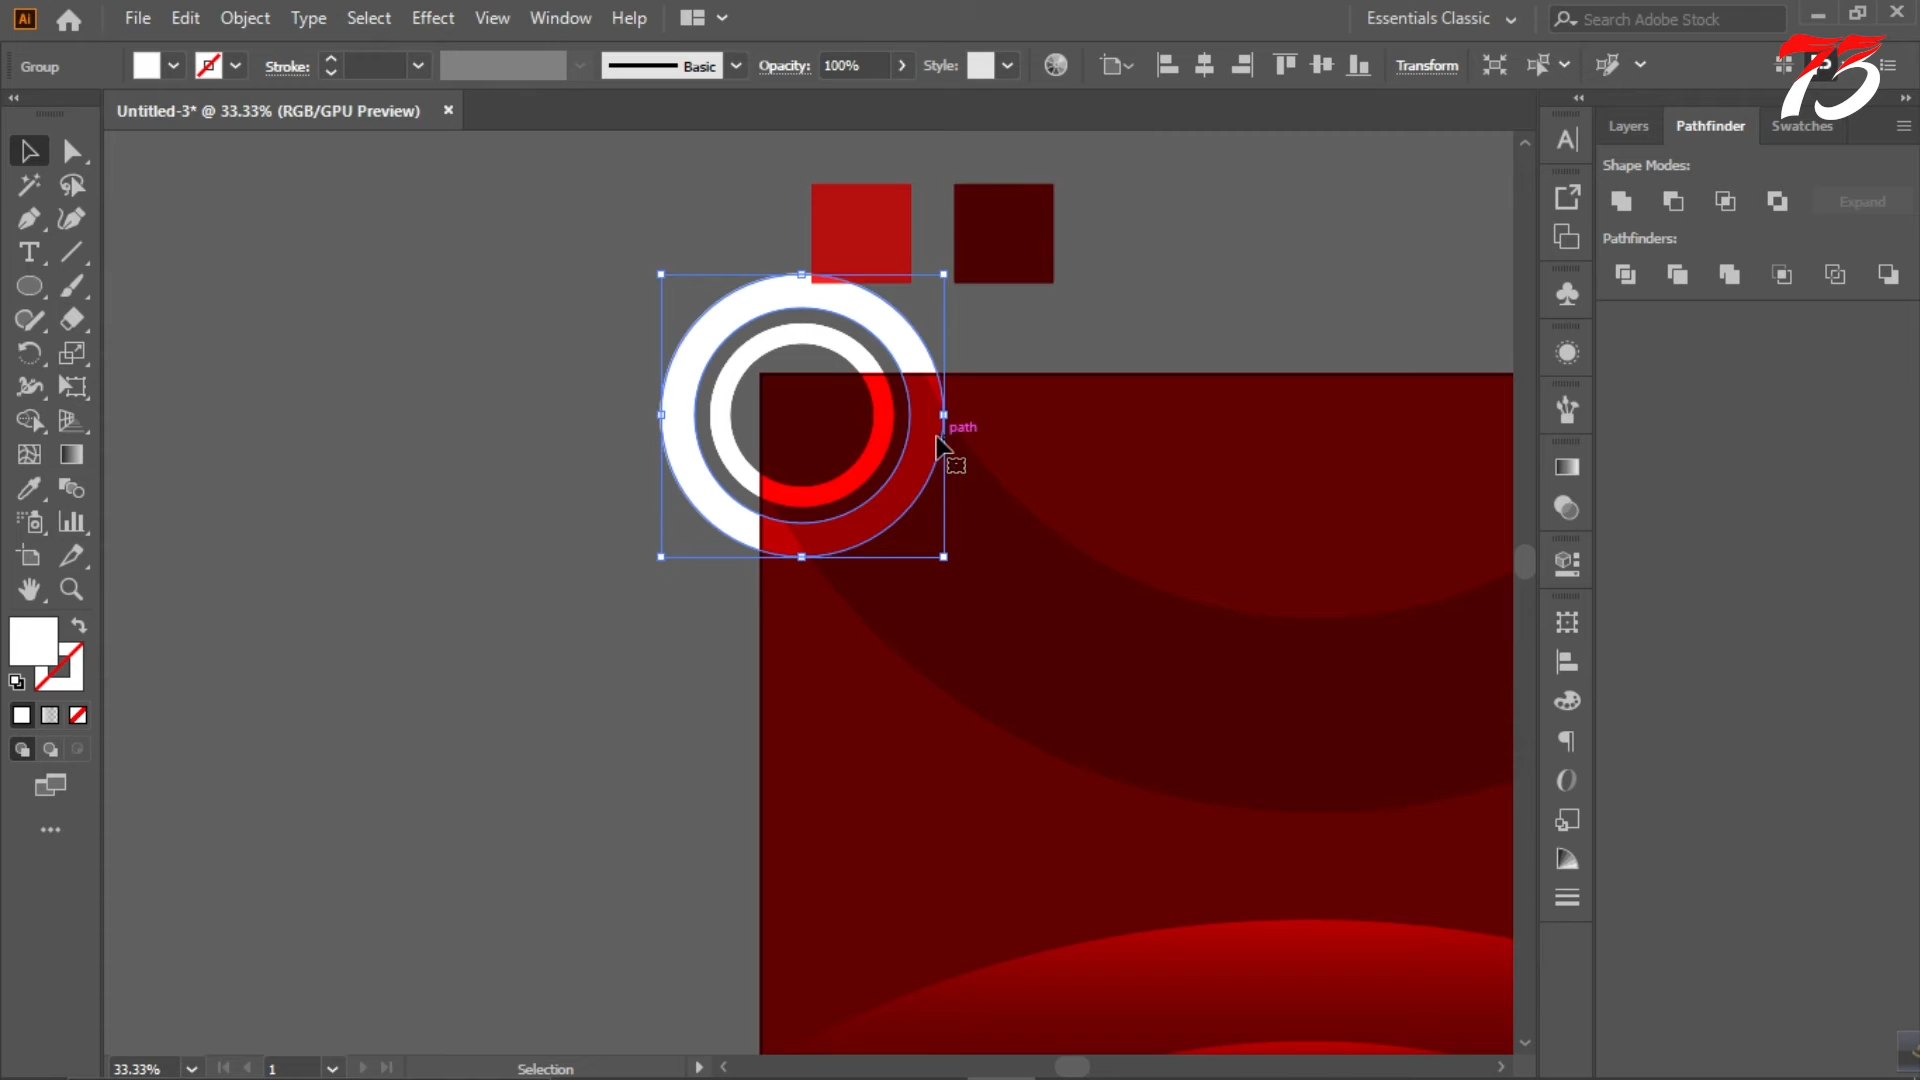 Ai File Edit Object Type Select Effect View Window Help Essentials Classic Search Adobe Stock
Group Stroke: Basic Opacity: 100% Style: Transform
Untitled-3* @ 33.33% (RGB/GPU Preview)
Layers Pathfinder Swatches
Shape Modes:
Expand
Pathfinders:
path
33.33% 1 Selection